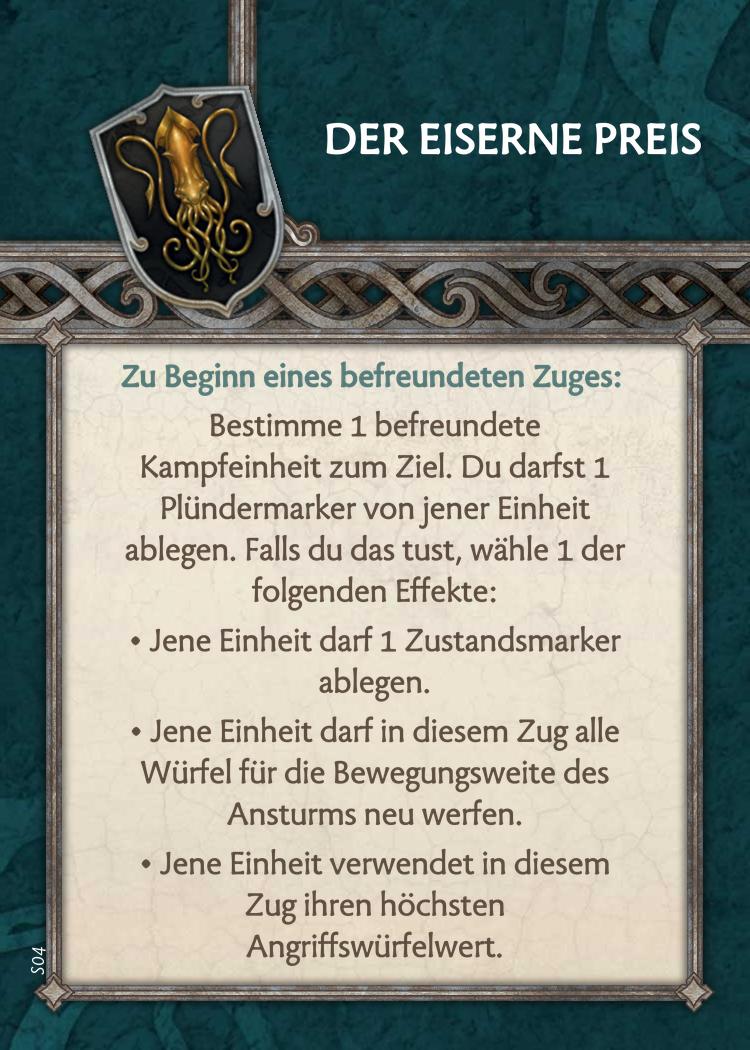 DER EISERNE PREIS
Zu Beginn eines befreundeten Zuges:
Bestimme 1 befreundete
Kampfeinheit zum Ziel. Du darfst 1
Plündermarker von jener Einheit
ablegen. Falls du das tust, wähle 1 der
folgenden Effekte:
• Jene Einheit darf 1 Zustandsmarker
ablegen.
• Jene Einheit darf in diesem Zug alle
Würfel für die Bewegungsweite des
Ansturms neu werfen.
• Jene Einheit verwendet in diesem
Zug ihren höchsten
Angriffswürfelwert.
S04